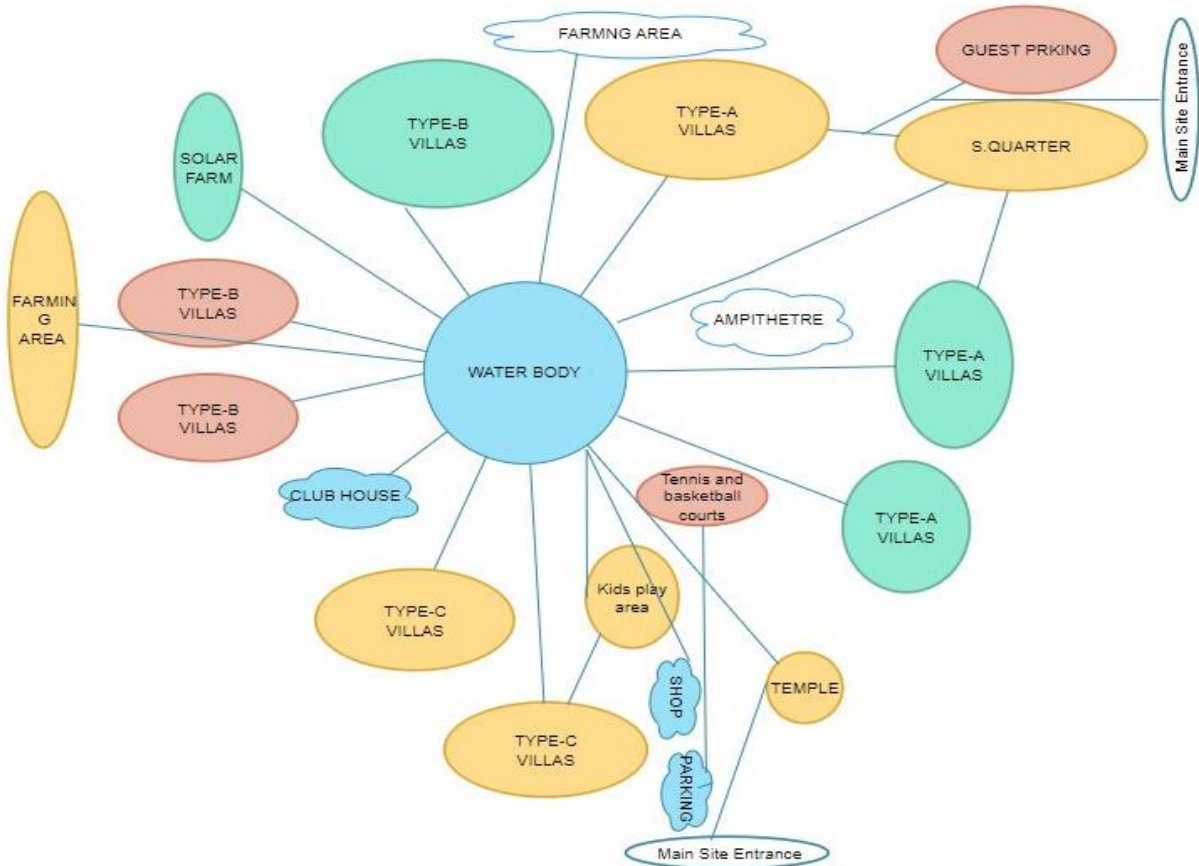 FARMNG AREA
GUEST PRKING
Main Site Entrance
TYPE-B
VILLAS
TYPE-A
VILLAS
S.QUARTER
SOLAR
FARM
FARMIN
G
AREA
TYPE-B
VILLAS
AMPITHETRE
TYPE-A
VILLAS
WATER BODY
TYPE-B
VILLAS
CLUB HOUSE
Tennis and
basketball
courts
TYPE-A
VILLAS
Kids play
area
TYPE-C
VILLAS
SHOP
TEMPLE
TYPE-C
VILLAS
PARKING
Main Site Entrance